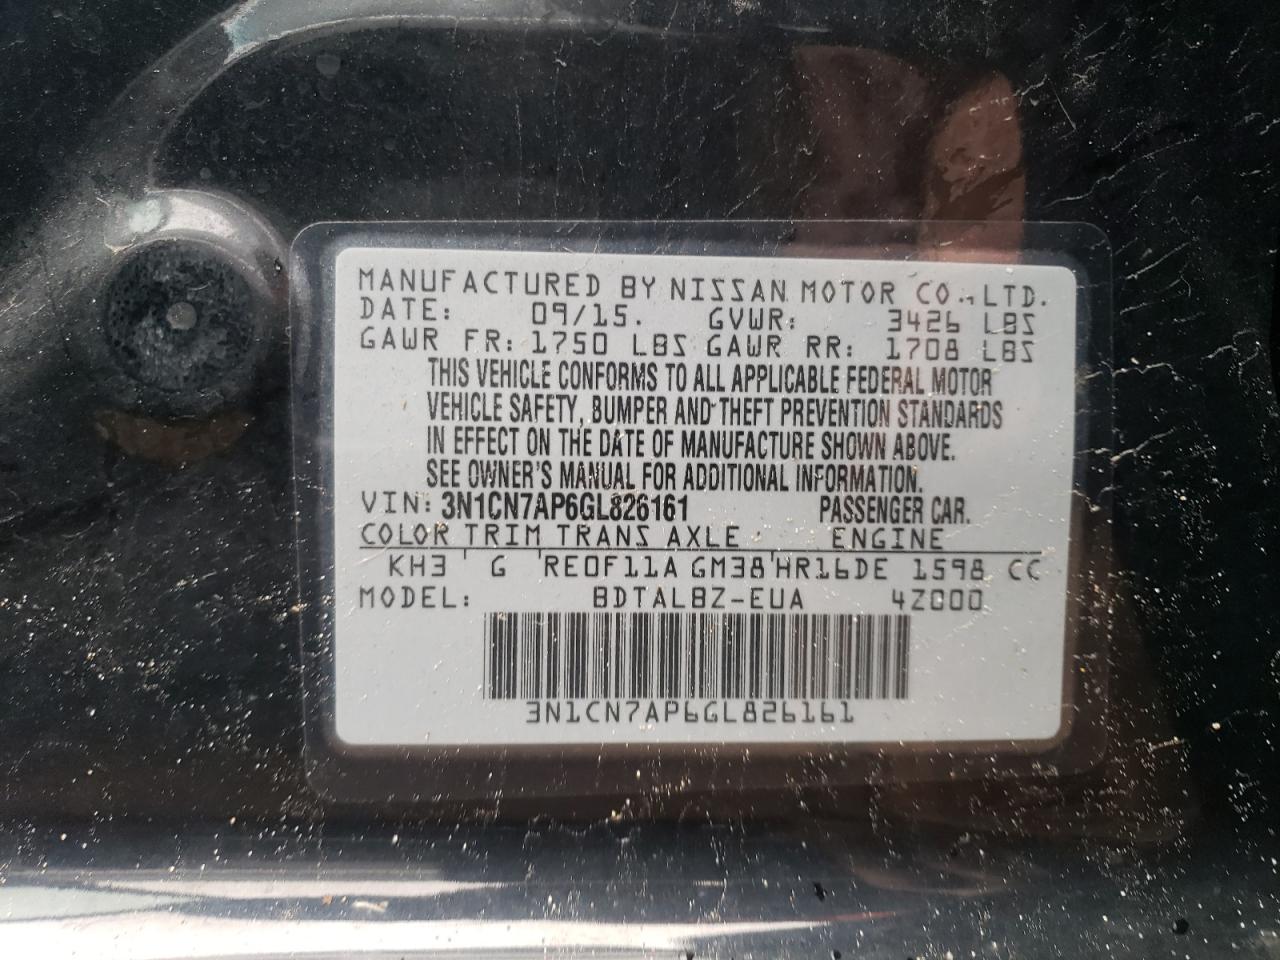 MANUFACTURED BY NISSAN MOTOR CO., LTD.
DATE: 09/15. GVWR: 3426 LBS
GAWR FR: 1750 LBS GAWR RR: 1708 LBS
THIS VEHICLE CONFORMS TO ALL APPLICABLE FEDERAL MOTOR
VEHICLE SAFETY, BUMPER AND THEFT PREVENTION STANDARDS
IN EFFECT ON THE DATE OF MANUFACTURE SHOWN ABOVE.
SEE OWNER'S MANUAL FOR ADDITIONAL INFORMATION.
VIN: 3N1CN7AP6GL826161 PASSENGER CAR.
COLOR TRIM TRANS AXLE ENGINE
KH3 ' G 'RE0F11A GM38'HR16DE 1598 CC
MODEL: BDTALBZ-EUA 4Z000
3N1CN7AP6GL826161